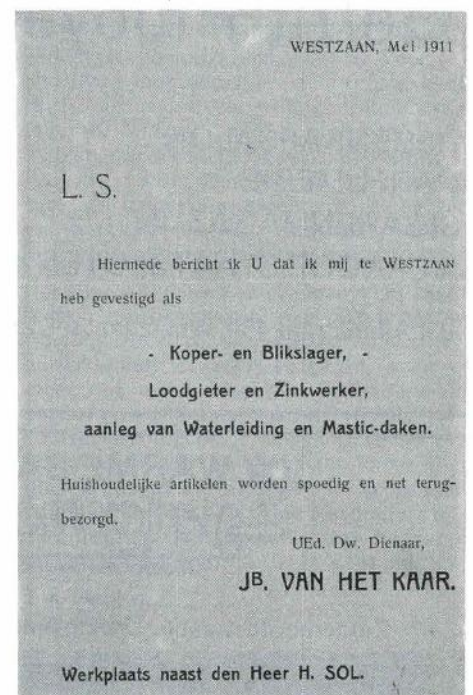 WESTZAAN, Mei 1911
L. S.
Hiermede bericht ik U dat ik mij te WESTZAAN
heb gevestigd als
- Koper- en Blikslager, -
Loodgieter en Zinkwerker,
aanleg van Waterleiding en Mastic-daken.
Huishoudelijke artikelen worden spoedig en net terug-
bezorgd.
UEd. Dw. Dienaar,
JB. VAN HET KAAR.
Werkplaats naast den Heer H. SOL.